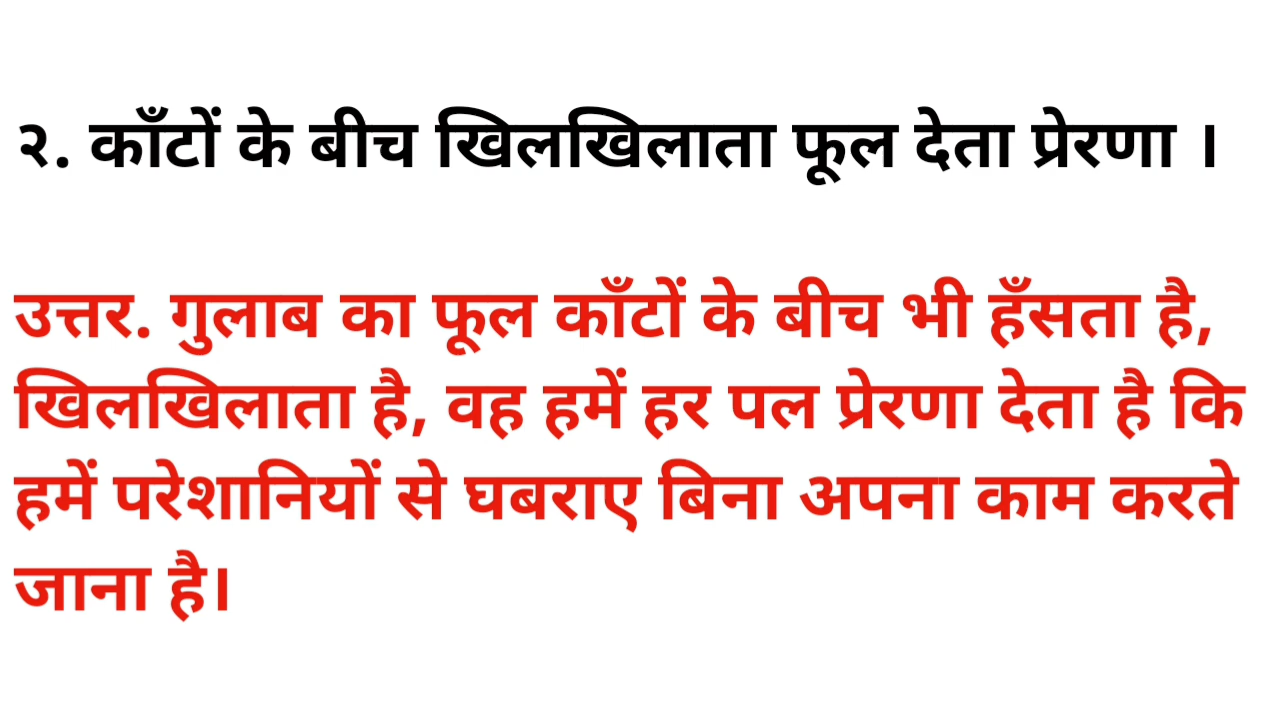 २. काँटों के बीच खिलखिलाता फूल देता प्रेरणा ।
उत्तर. गुलाब का फूल काँटों के बीच भी हँसता है,
खिलखिलाता है, वह हमें हर पल प्रेरणा देता है कि
हमें परेशानियों से घबराए बिना अपना काम करते
जाना है।